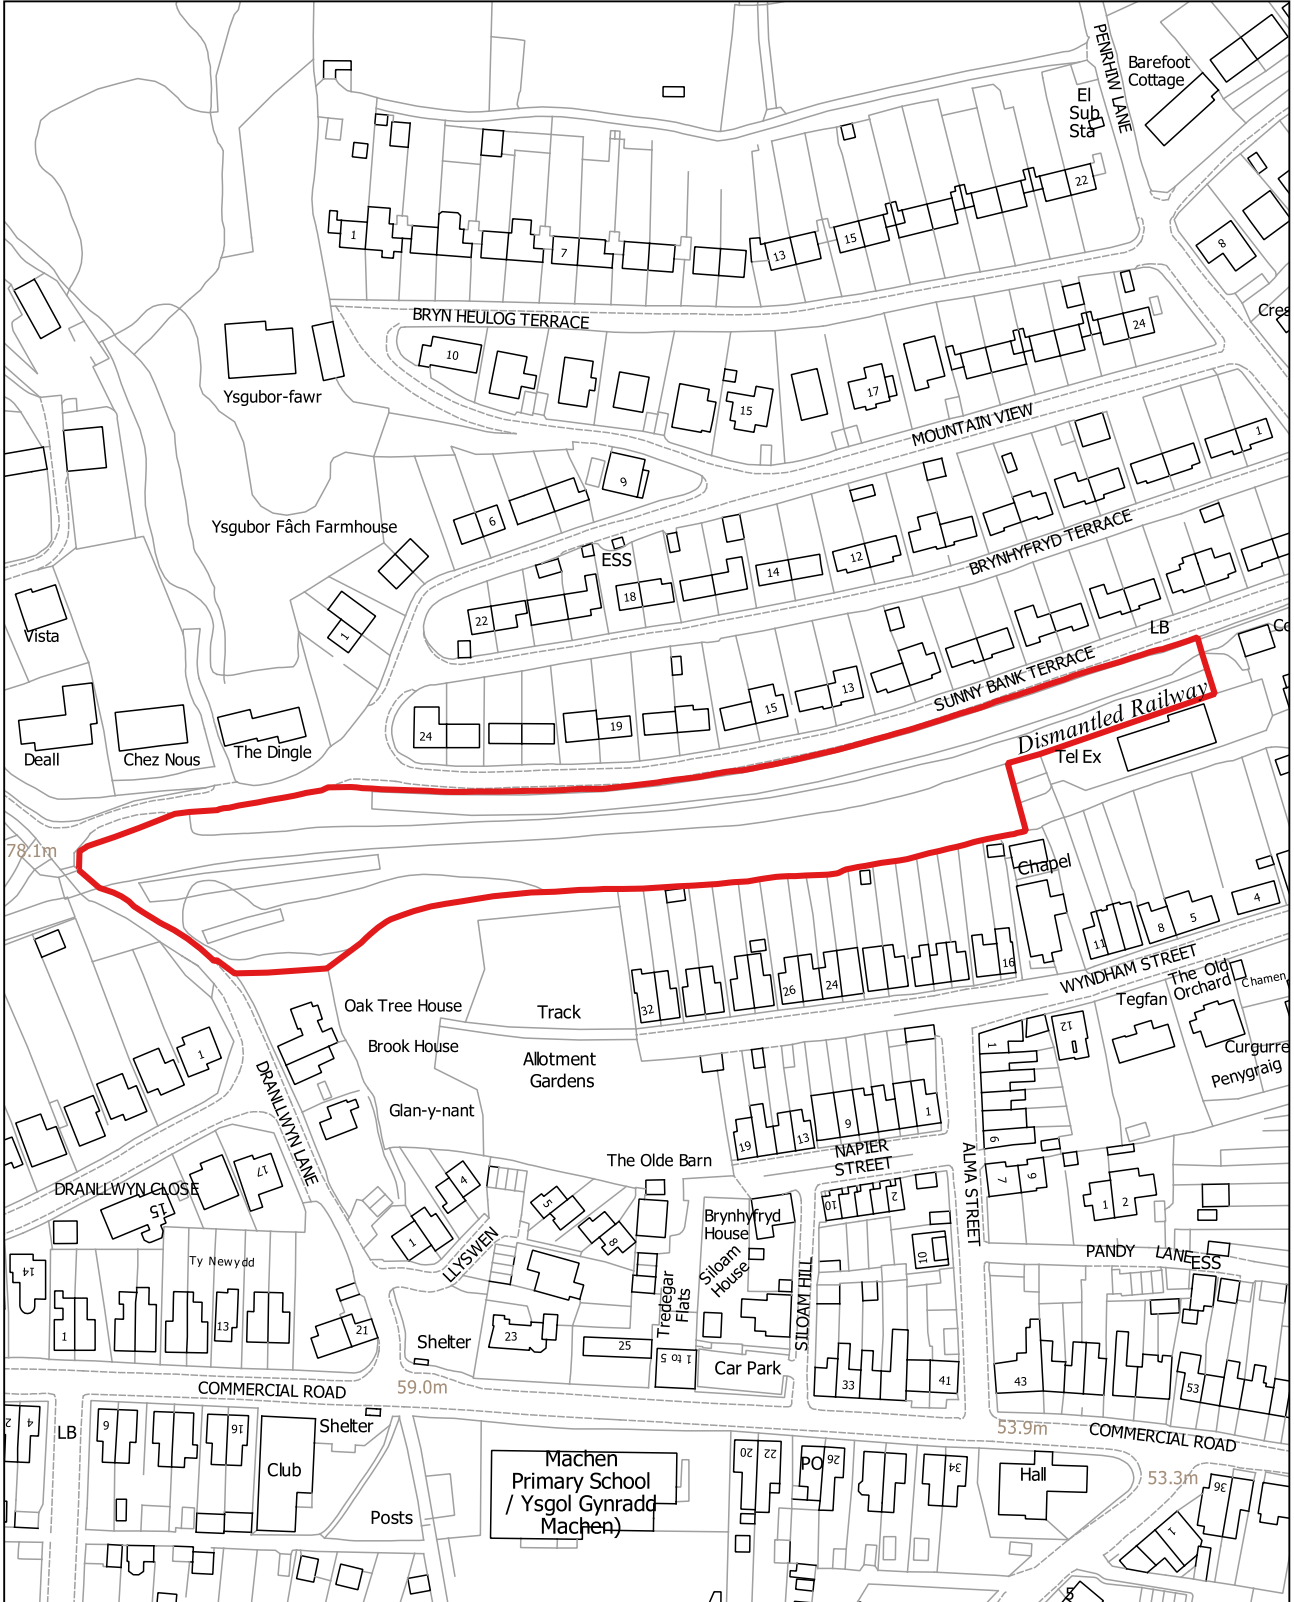 PENRHIW LANE
Barefoot
Cottage
El
Sub
Sta
22
1
7
13
15
8
BRYN HEULOG TERRACE
10
24
Ysgubor-fawr
15
17
MOUNTAIN VIEW
1
9
6
Ysgubor Fâch Farmhouse
ESS
14
12
BRYNHYFRYD TERRACE
18
22
Vista
1
LB
13
15
SUNNY BANK TERRACE
19
24
Deall
Chez Nous
The Dingle
Dismantled Railway
Tel Ex
78.1m
Chapel
4
5
8
11
16
WYNDHAM STREET
The Old
Orchard
Tegfan
32
26
24
Oak Tree House
Track
Brook House
Allotment
Gardens
1
12
Curgurre
Penygraig
Glan-y-nant
1
DRANLLWYN LANE
19
13
9
1
6
NAPIER
STREET
ALMA STREET
The Olde Barn
17
DRANLLWYN CLOSE
15
4
5
8
1
LLYSWEN
10
2
7
9
1
2
Brynhyfryd
House
Siloam
House
SILOAM HILL
10
PANDY LANE
ESS
Ty Newydd
14
1
13
21
Shelter
23
25
Tredegar
Flats
1 to 5
Car Park
33
41
43
53
COMMERCIAL ROAD
59.0m
53.9m
COMMERCIAL ROAD
4
LB
6
16
Shelter
Club
Posts
Machen
Primary School
/ Ysgol Gynradd
Machen)
20
22
PO
26
34
Hall
53.3m
36
1
5